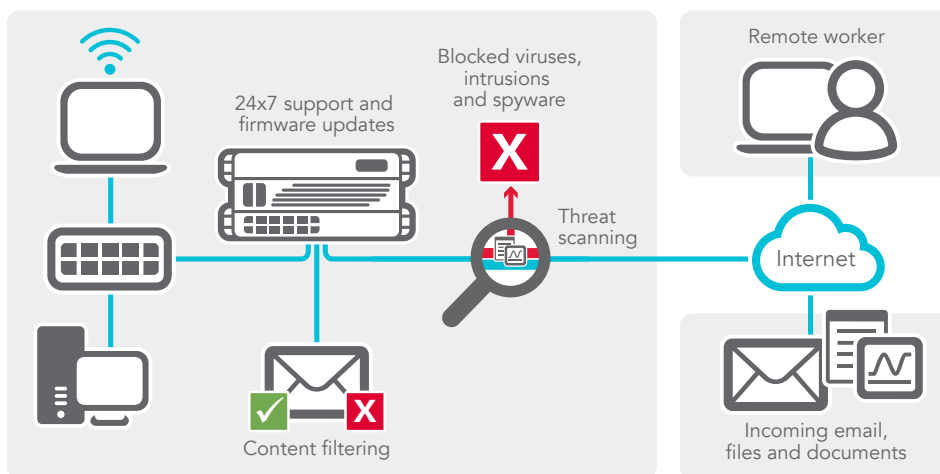 24x7 support and
firmware updates
Blocked viruses,
intrusions
and spyware
X
Threat
scanning
X
Content filtering
Remote worker
Internet
Incoming email,
files and documents